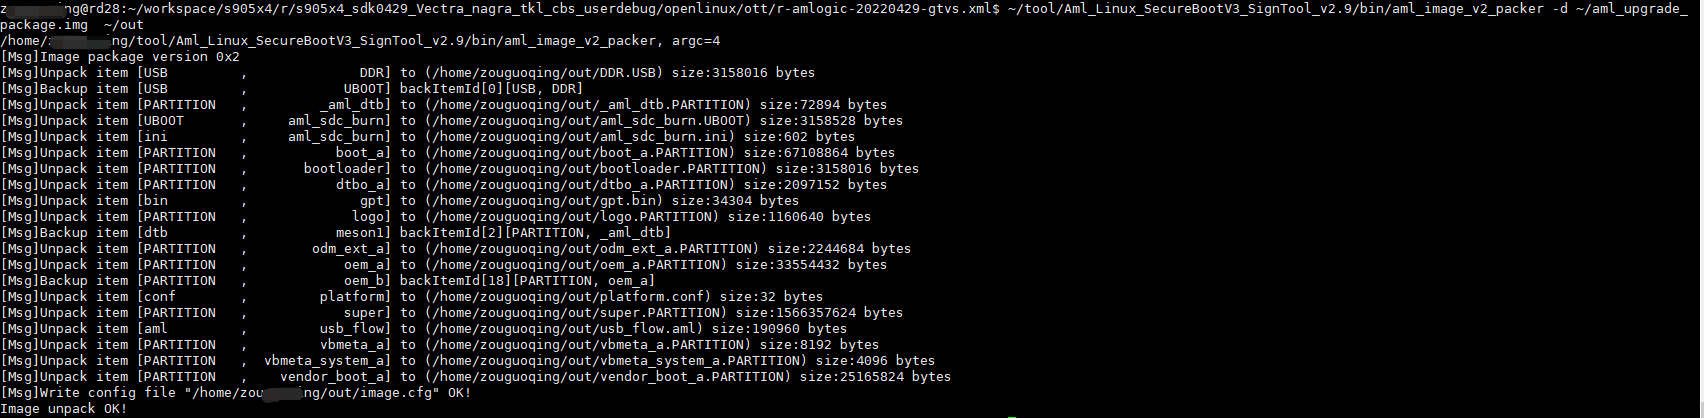 z ng@rd28:~/workspace/s905x4/r/s905x4_sdk0429_Vectra_nagra_tkl_cbs_userdebug/openlinux/ott/r-amlogic-20220429-gtvs.xml$ ~/tool/Aml_Linux_SecureBootV3_SignTool_v2.9/bin/aml_image_v2_packer -d ~/aml_upgrade_
package.img  ~/out
/home/ ing/tool/Aml_Linux_SecureBootV3_SignTool_v2.9/bin/aml_image_v2_packer, argc=4
[Msg]Image package version 0x2
[Msg]Unpack item [USB         ,              DDR] to (/home/zouguoqing/out/DDR.USB) size:3158016 bytes
[Msg]Backup item [USB         ,            UBOOT] backItemId[0][USB, DDR]
[Msg]Unpack item [PARTITION   ,         _aml_dtb] to (/home/zouguoqing/out/_aml_dtb.PARTITION) size:72894 bytes
[Msg]Unpack item [UBOOT       ,     aml_sdc_burn] to (/home/zouguoqing/out/aml_sdc_burn.UBOOT) size:3158528 bytes
[Msg]Unpack item [ini         ,     aml_sdc_burn] to (/home/zouguoqing/out/aml_sdc_burn.ini) size:602 bytes
[Msg]Unpack item [PARTITION   ,           boot_a] to (/home/zouguoqing/out/boot_a.PARTITION) size:67108864 bytes
[Msg]Unpack item [PARTITION   ,       bootloader] to (/home/zouguoqing/out/bootloader.PARTITION) size:3158016 bytes
[Msg]Unpack item [PARTITION   ,           dtbo_a] to (/home/zouguoqing/out/dtbo_a.PARTITION) size:2097152 bytes
[Msg]Unpack item [bin         ,              gpt] to (/home/zouguoqing/out/gpt.bin) size:34304 bytes
[Msg]Unpack item [PARTITION   ,             logo] to (/home/zouguoqing/out/logo.PARTITION) size:1160640 bytes
[Msg]Backup item [dtb         ,           meson1] backItemId[2][PARTITION, _aml_dtb]
[Msg]Unpack item [PARTITION   ,        odm_ext_a] to (/home/zouguoqing/out/odm_ext_a.PARTITION) size:2244684 bytes
[Msg]Unpack item [PARTITION   ,            oem_a] to (/home/zouguoqing/out/oem_a.PARTITION) size:33554432 bytes
[Msg]Backup item [PARTITION   ,            oem_b] backItemId[18][PARTITION, oem_a]
[Msg]Unpack item [conf        ,         platform] to (/home/zouguoqing/out/platform.conf) size:32 bytes
[Msg]Unpack item [PARTITION   ,            super] to (/home/zouguoqing/out/super.PARTITION) size:1566357624 bytes
[Msg]Unpack item [aml         ,         usb_flow] to (/home/zouguoqing/out/usb_flow.aml) size:190960 bytes
[Msg]Unpack item [PARTITION   ,         vbmeta_a] to (/home/zouguoqing/out/vbmeta_a.PARTITION) size:8192 bytes
[Msg]Unpack item [PARTITION   ,  vbmeta_system_a] to (/home/zouguoqing/out/vbmeta_system_a.PARTITION) size:4096 bytes
[Msg]Unpack item [PARTITION   ,    vendor_boot_a] to (/home/zouguoqing/out/vendor_boot_a.PARTITION) size:25165824 bytes
[Msg]Write config file "/home/zou ing/out/image.cfg" OK!
Image unpack OK!